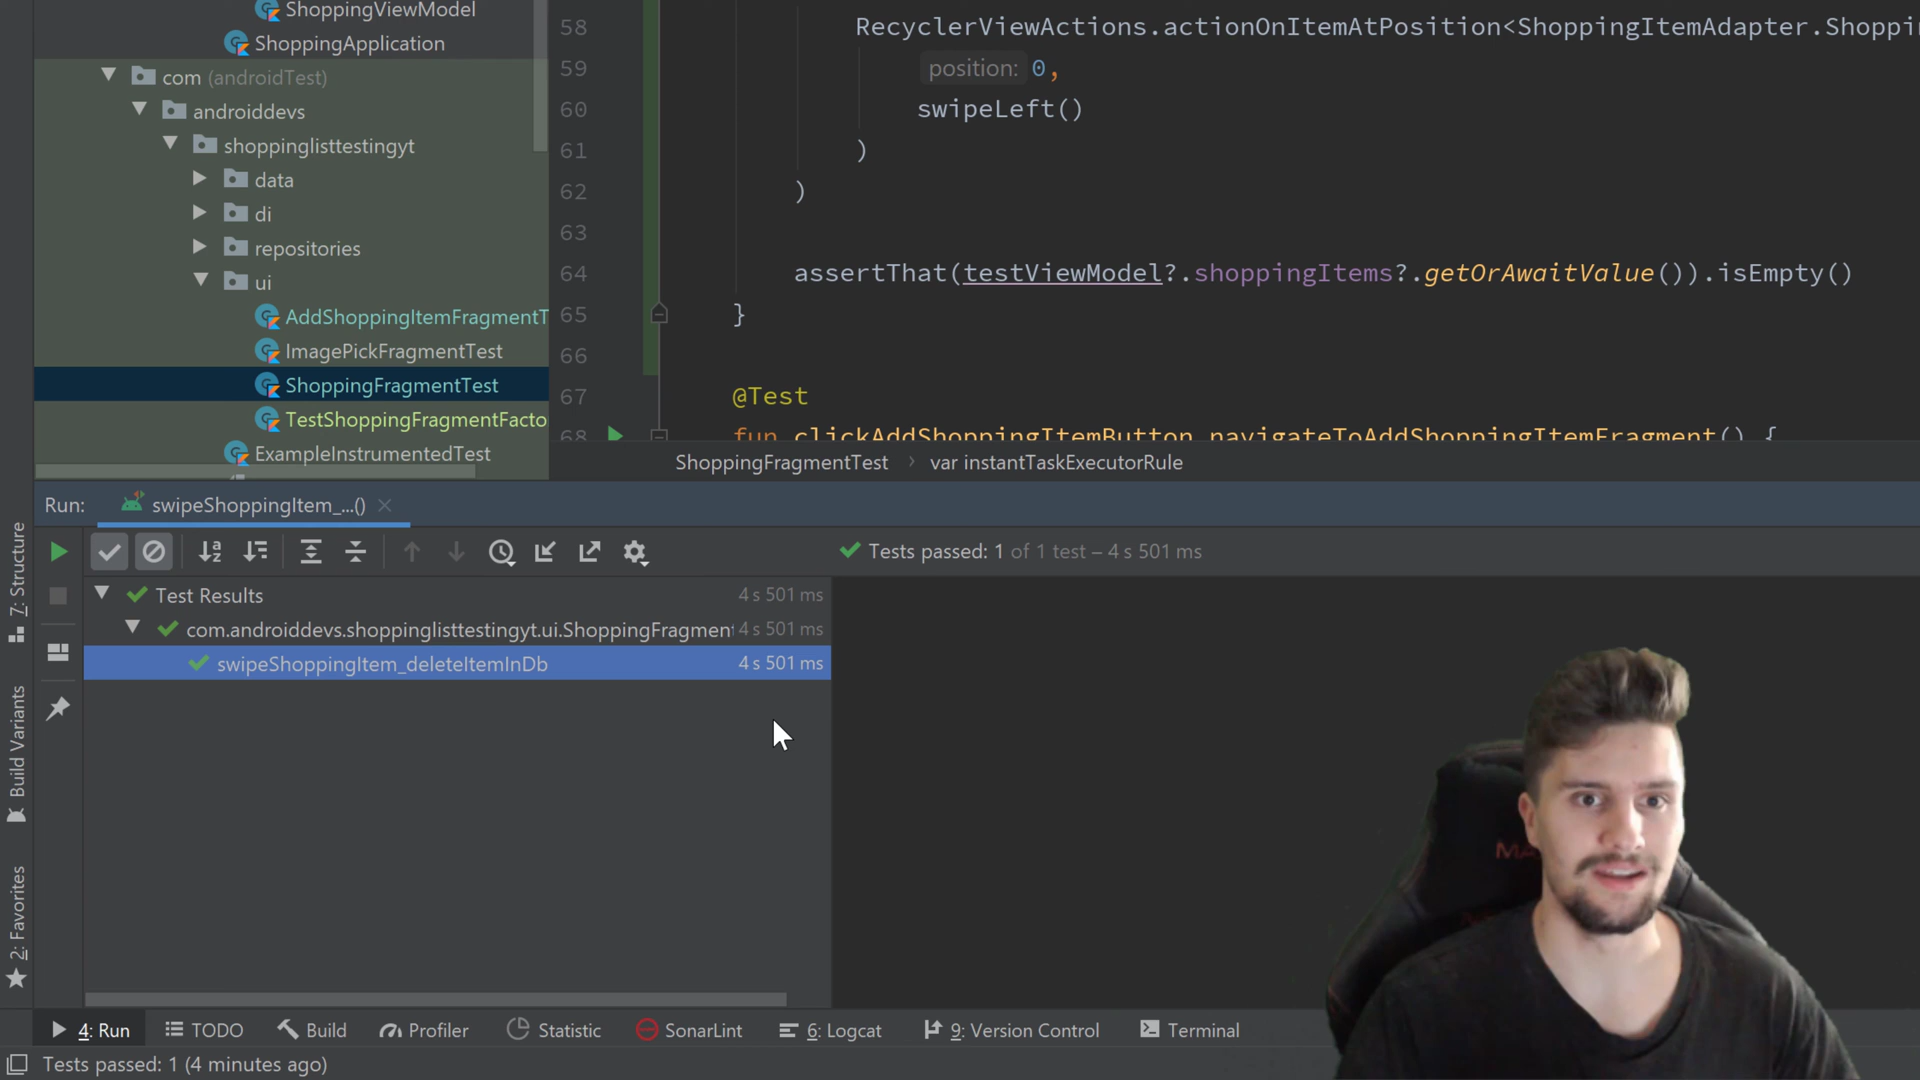 ShoppingViewModel
ShoppingApplication
com (androidTest)
androiddevs
shoppinglisttestingyt
data
di
repositories
ui
AddShoppingItemFragmentT
ImagePickFragmentTest
ShoppingFragmentTest
TestShoppingFragmentFacto
ExampleInstrumentedTest
58 RecyclerViewActions.actionOnItemAtPosition<ShoppingItemAdapter.Shoppi
59 position: 0,
60 swipeLeft()
61 )
62 )
63
64 assertThat(testViewModel?.shoppingItems?.getOrAwaitValue()).isEmpty()
65 }
66
67 @Test
68 fun clickAddShoppingItemButton_navigateToAddShoppingItemFragment() {
ShoppingFragmentTest › var instantTaskExecutorRule
Run: swipeShoppingItem_...()
Tests passed: 1 of 1 test – 4 s 501 ms
Test Results 4 s 501 ms
com.androiddevs.shoppinglisttestingyt.ui.ShoppingFragment 4 s 501 ms
swipeShoppingItem_deleteItemInDb 4 s 501 ms
7: Structure
Build Variants
2: Favorites
4: Run TODO Build Profiler Statistic SonarLint 6: Logcat 9: Version Control Terminal
Tests passed: 1 (4 minutes ago)